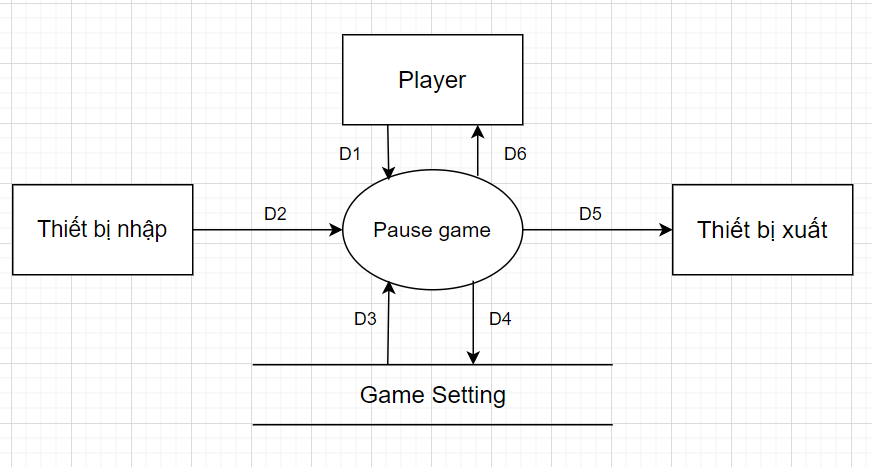 Player
D1
D6
Thiết bị nhập
D2
Pause game
D5
Thiết bị xuất
D3
D4
Game Setting